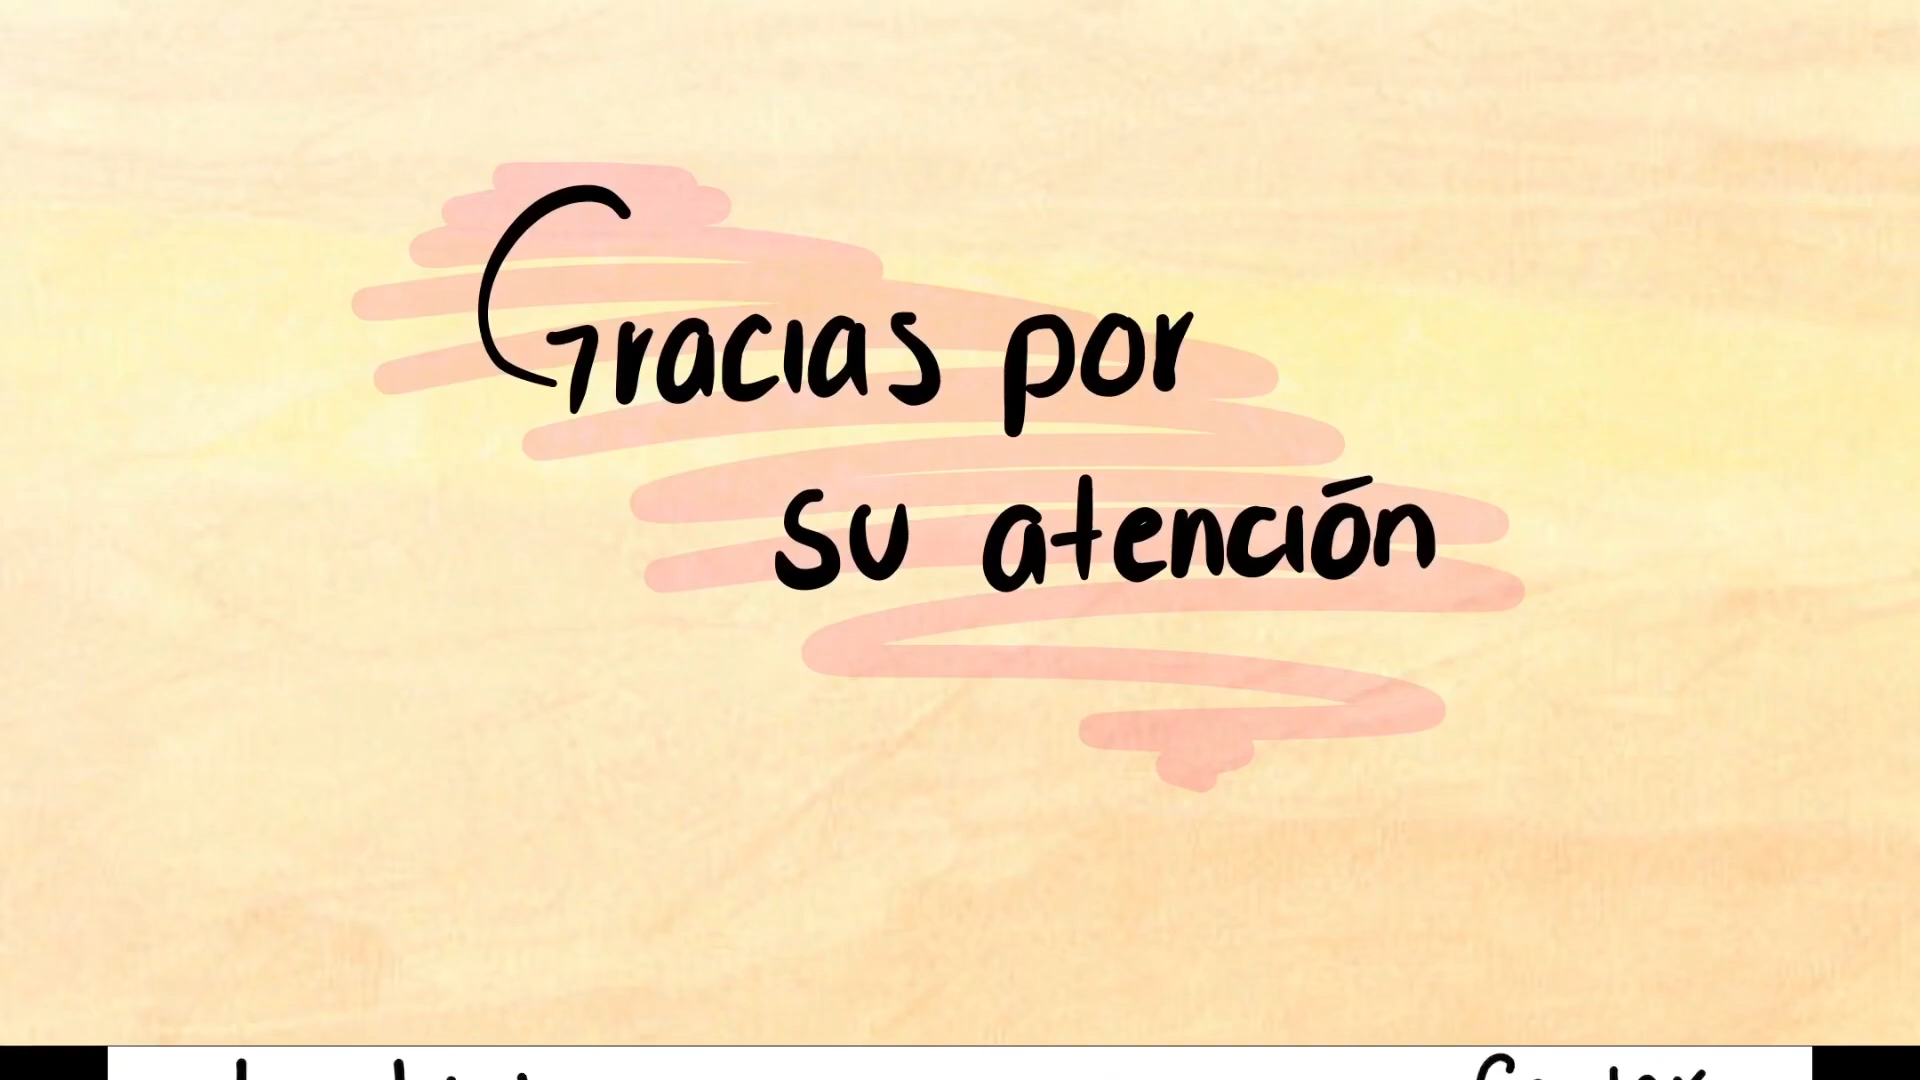 Gracias por
su atención